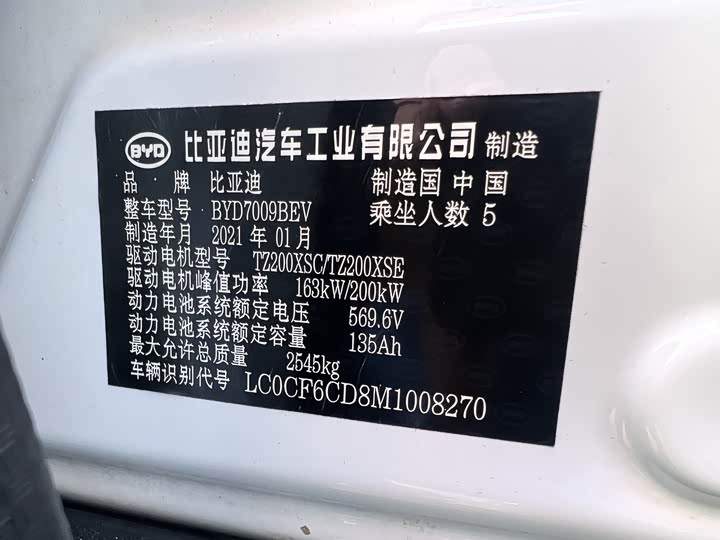 BYD 比亚迪汽车工业有限公司 制造
品 牌 比亚迪 制造国 中国
整车型号 BYD7009BEV 乘坐人数 5
制造年月 2021 年 01月
驱动电机型号 TZ200XSC/TZ200XSE
驱动电机峰值功率 163kW/200kW
动力电池系统额定电压 569.6V
动力电池系统额定容量 135Ah
最大允许总质量 2545kg
车辆识别代号 LC0CF6CD8M1008270